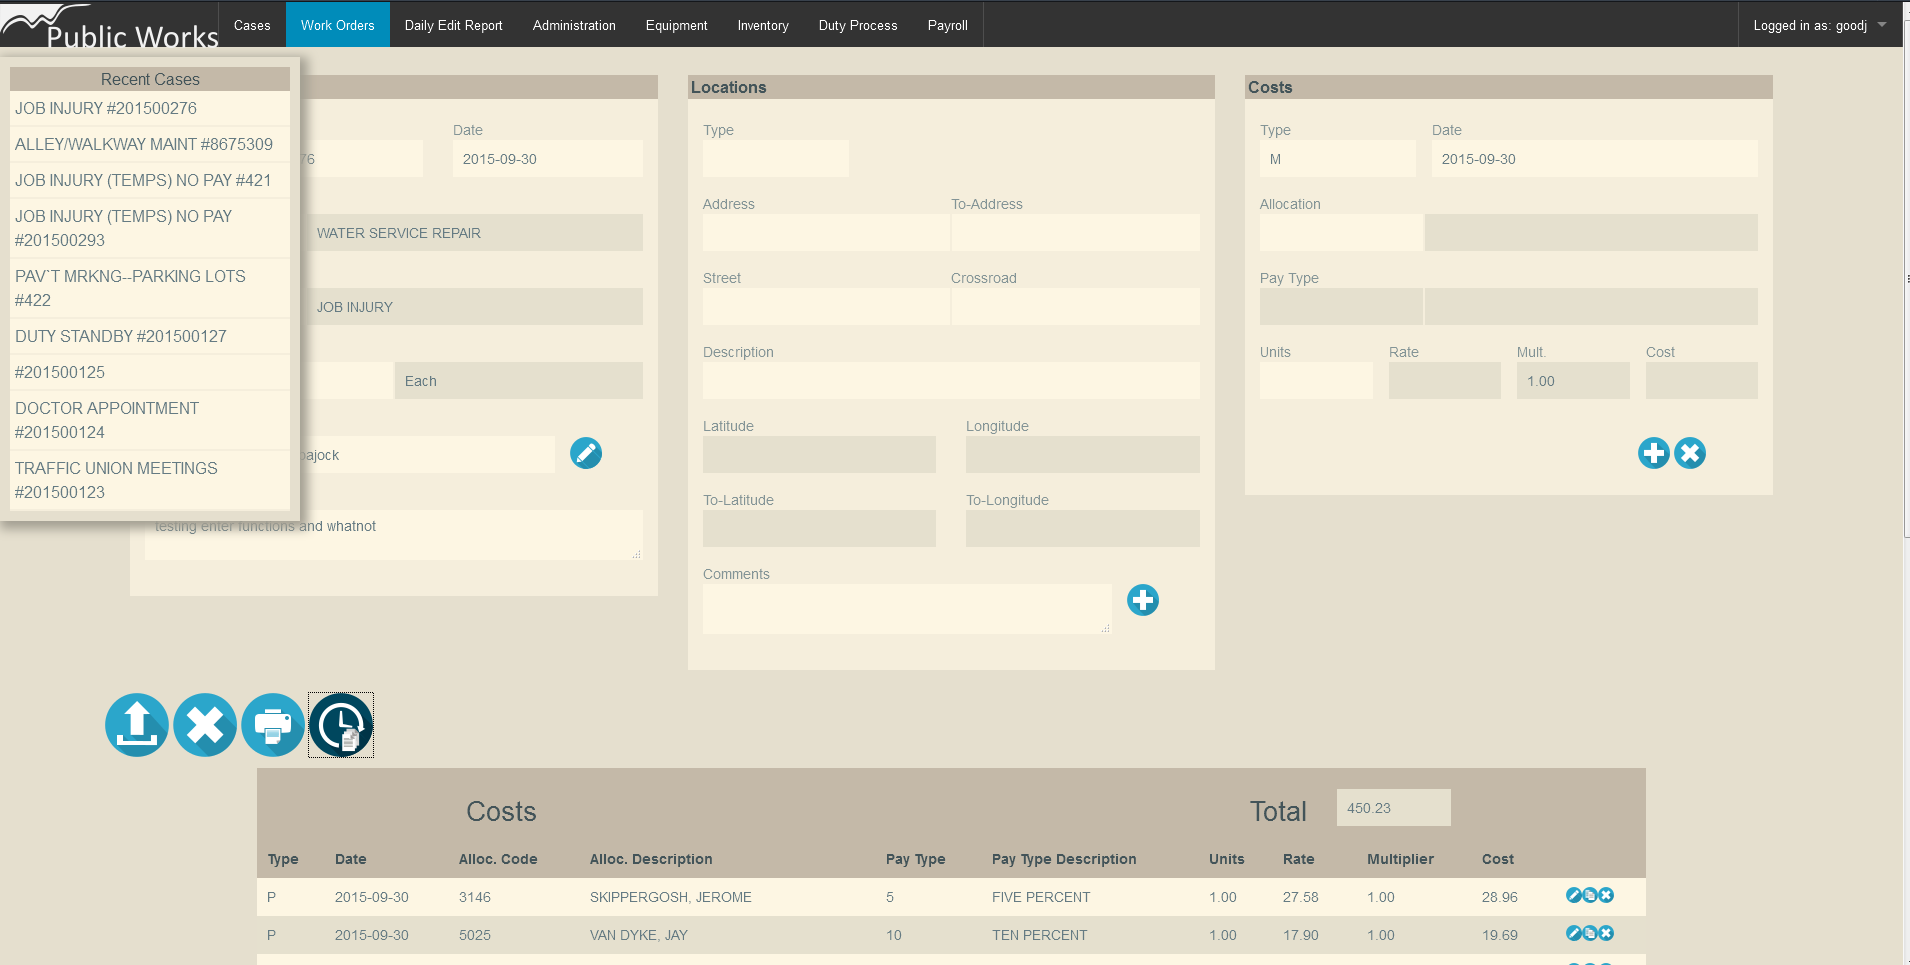 Public Works
Cases
Work Orders
Daily Edit Report
Administration
Equipment
Inventory
Duty Process
Payroll
Logged in as: goodj
Recent Cases
JOB INJURY #201500276
ALLEY/WALKWAY MAINT #8675309
JOB INJURY (TEMPS) NO PAY #421
JOB INJURY (TEMPS) NO PAY
#201500293
PAV`T MRKNG--PARKING LOTS
#422
DUTY STANDBY #201500127
#201500125
DOCTOR APPOINTMENT
#201500124
TRAFFIC UNION MEETINGS
#201500123
Date
76
2015-09-30
WATER SERVICE REPAIR
JOB INJURY
Each
pajock
testing enter functions and whatnot
Locations
Type
Address
To-Address
Street
Crossroad
Description
Latitude
Longitude
To-Latitude
To-Longitude
Comments
Costs
Type
Date
M
2015-09-30
Allocation
Pay Type
Units
Rate
Mult.
Cost
1.00
Costs
Total
450.23
Type Date Alloc. Code Alloc. Description Pay Type Pay Type Description Units Rate Multiplier Cost
P 2015-09-30 3146 SKIPPERGOSH, JEROME 5 FIVE PERCENT 1.00 27.58 1.00 28.96
P 2015-09-30 5025 VAN DYKE, JAY 10 TEN PERCENT 1.00 17.90 1.00 19.69